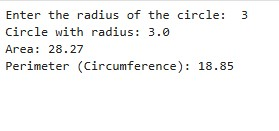 Enter the radius of the circle:  3
Circle with radius: 3.0
Area: 28.27
Perimeter (Circumference): 18.85